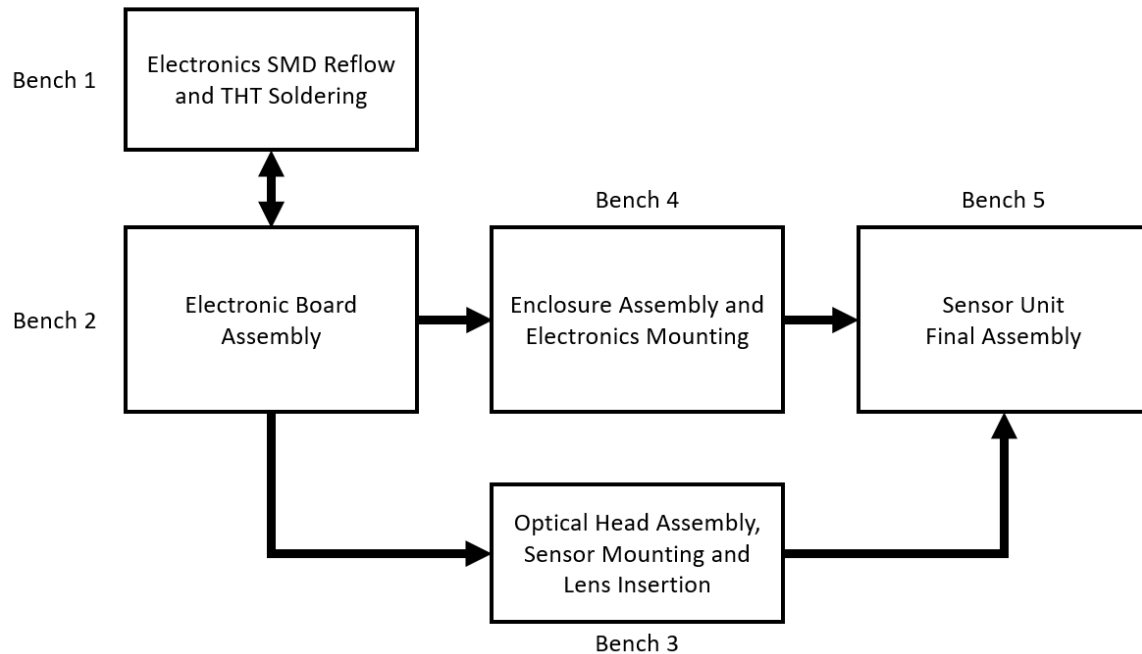 Bench 1
Electronics SMD Reflow
and THT Soldering
Bench 4
Bench 5
Bench 2
Electronic Board
Assembly
Enclosure Assembly and
Electronics Mounting
Sensor Unit
Final Assembly
Optical Head Assembly,
Sensor Mounting and
Lens Insertion
Bench 3